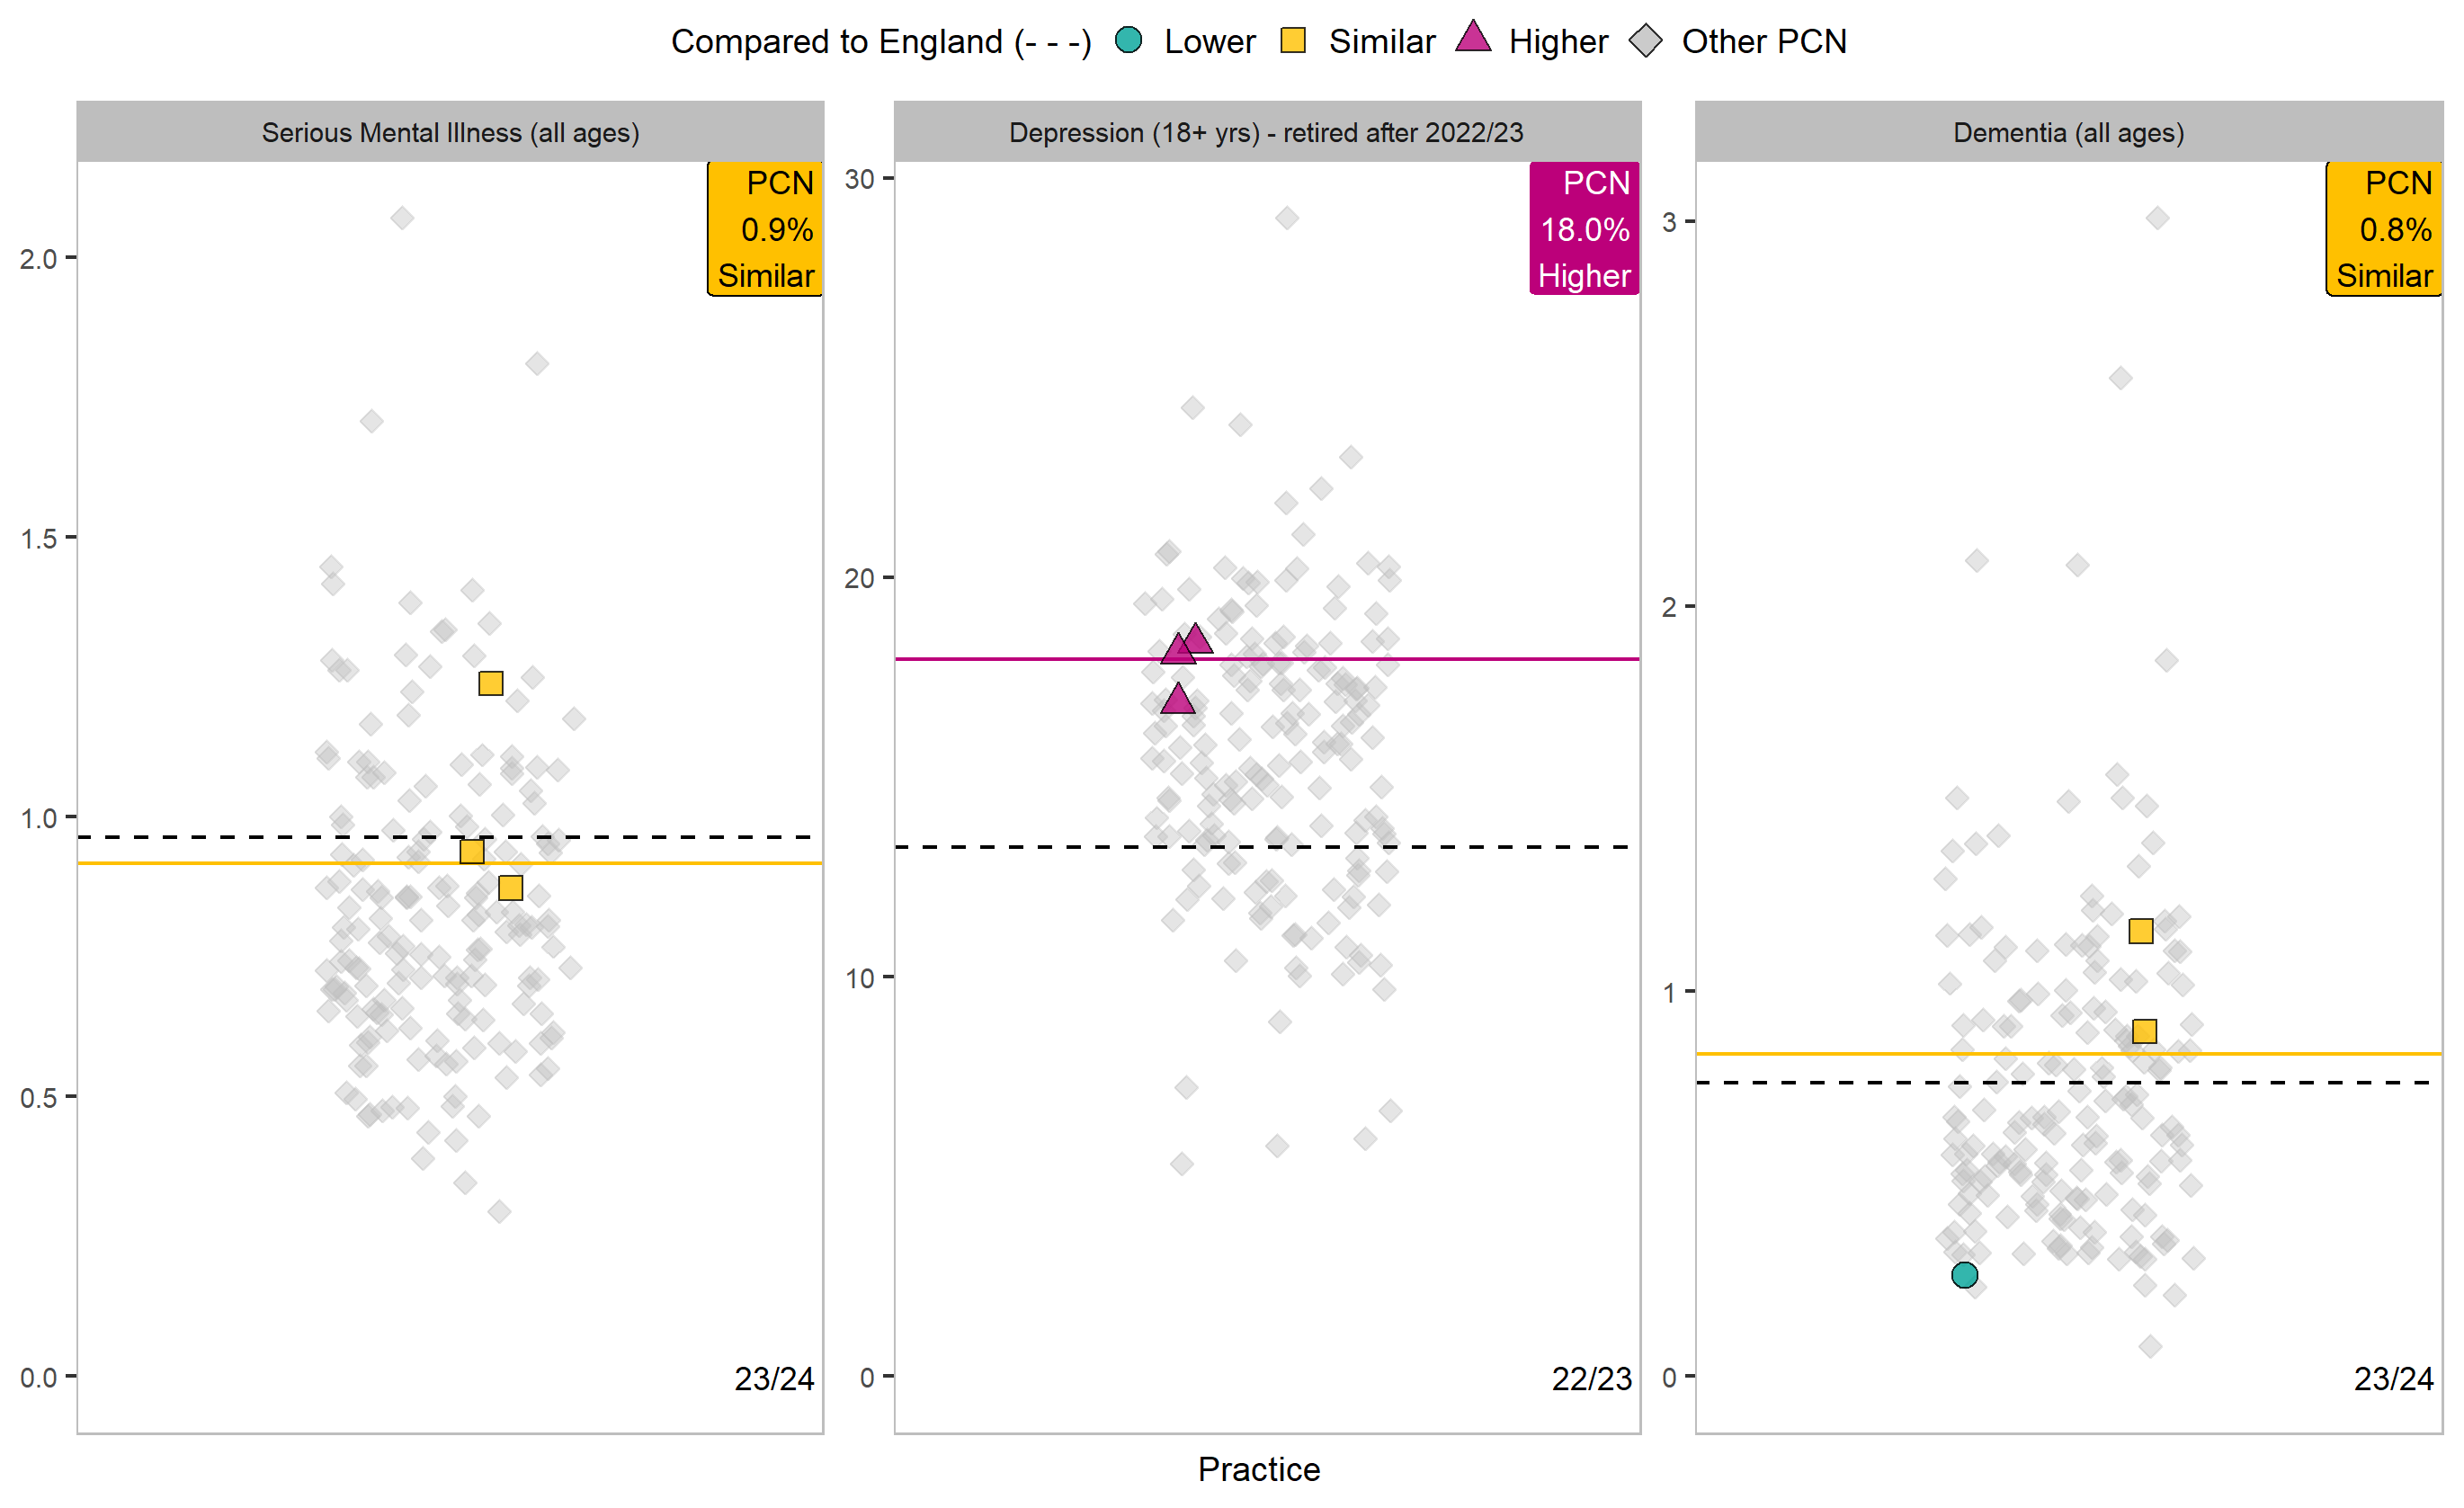 Compared to England (- - -) Lower Similar Higher Other PCN
Serious Mental Illness (all ages)
PCN
0.9%
Similar
2.0
1.5
1.0
0.5
0.0
23/24
Depression (18+ yrs) - retired after 2022/23
PCN
18.0%
Higher
30
20
10
0
22/23
Dementia (all ages)
PCN
0.8%
Similar
3
2
1
0
23/24
Practice